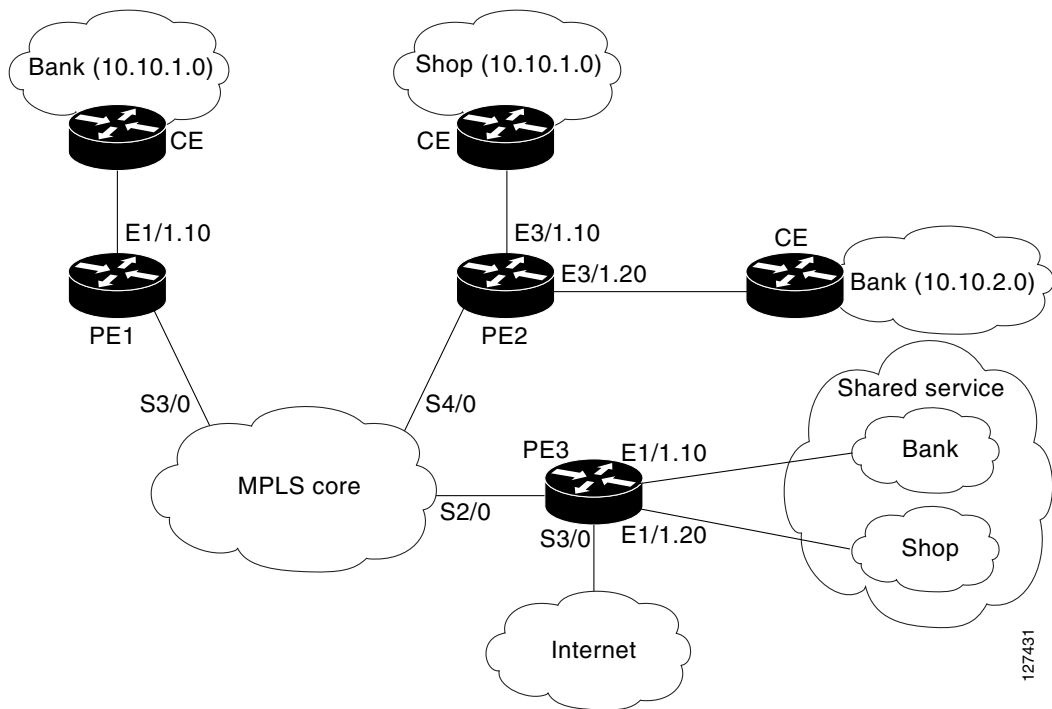 Bank (10.10.1.0)
Shop (10.10.1.0)
CE
CE
E1/1.10
E3/1.10
CE
E3/1.20
Bank (10.10.2.0)
PE1
PE2
Shared service
S3/0
S4/0
Bank
PE3
E1/1.10
MPLS core
S2/0
S3/0
E1/1.20
Shop
Internet
127431